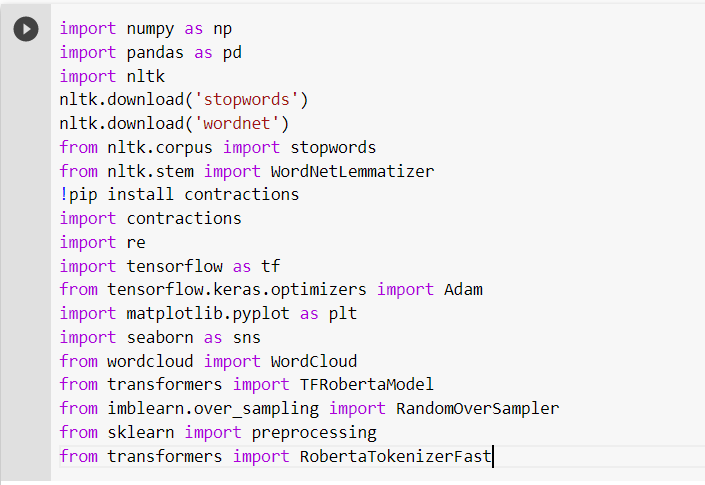 import numpy as np
import pandas as pd
import nltk
nltk.download('stopwords')
nltk.download('wordnet')
from nltk.corpus import stopwords
from nltk.stem import WordNetLemmatizer
!pip install contractions
import contractions
import re
import tensorflow as tf
from tensorflow.keras.optimizers import Adam
import matplotlib.pyplot as plt
import seaborn as sns
from wordcloud import WordCloud
from transformers import TFRobertaModel
from imblearn.over_sampling import RandomOverSampler
from sklearn import preprocessing
from transformers import RobertaTokenizerFast